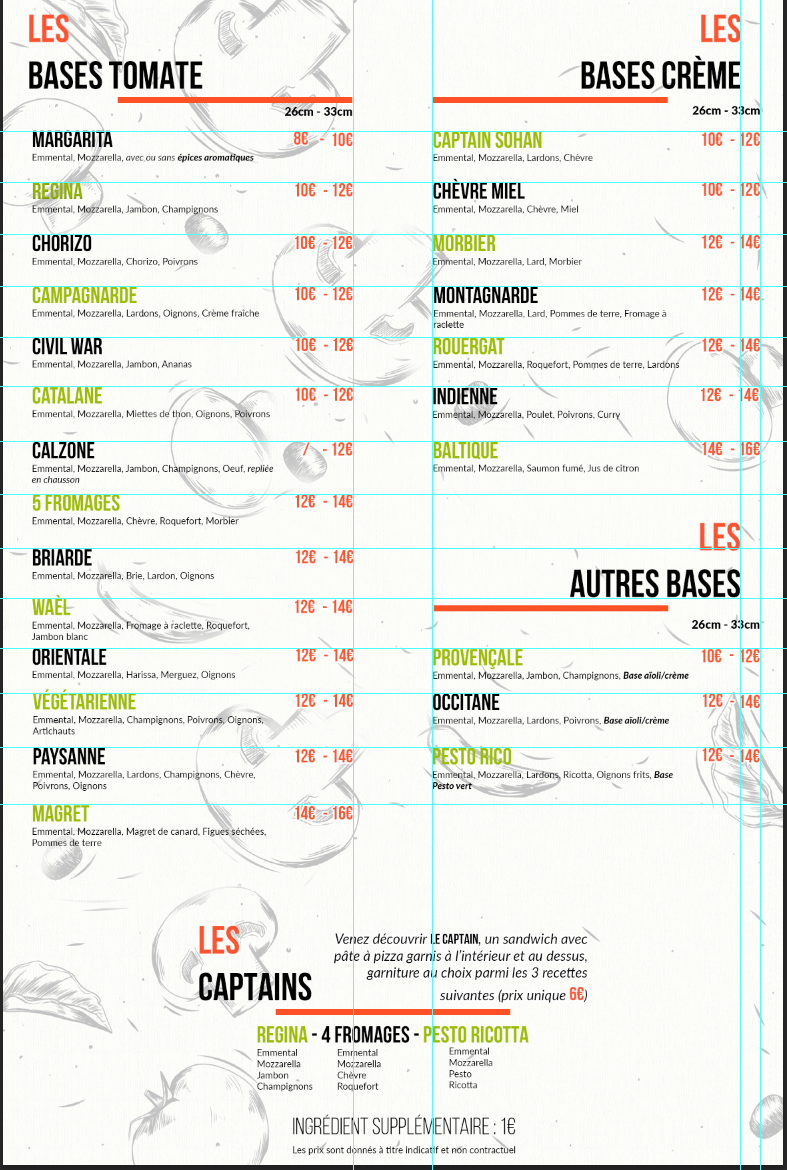 LES
BASES TOMATE
26cm - 33cm
MARGARITA 8€ - 10€
Emmental, Mozzarella, avec ou sans épices aromatiques
REGINA 10€ - 12€
Emmental, Mozzarella, Jambon, Champignons
CHORIZO 10€ - 12€
Emmental, Mozzarella, Chorizo, Poivrons
CAMPAGNARDE 10€ - 12€
Emmental, Mozzarella, Lardons, Oignons, Crème fraîche
CIVIL WAR 10€ - 12€
Emmental, Mozzarella, Jambon, Ananas
CATALANE 10€ - 12€
Emmental, Mozzarella, Miettes de thon, Oignons, Poivrons
CALZONE / - 12€
Emmental, Mozzarella, Jambon, Champignons, Oeuf, repliée
en chausson
5 FROMAGES 12€ - 14€
Emmental, Mozzarella, Chèvre, Roquefort, Morbier
BRIARDE 12€ - 14€
Emmental, Mozzarella, Brie, Lardon, Oignons
WAËL 12€ - 14€
Emmental, Mozzarella, Fromage à raclette, Roquefort,
Jambon blanc
ORIENTALE 12€ - 14€
Emmental, Mozzarella, Harissa, Merguez, Oignons
VÉGÉTARIENNE 12€ - 14€
Emmental, Mozzarella, Champignons, Poivrons, Oignons,
Artichauts
PAYSANNE 12€ - 14€
Emmental, Mozzarella, Lardons, Champignons, Chèvre,
Poivrons, Oignons
MAGRET 14€ - 16€
Emmental, Mozzarella, Magret de canard, Figues séchées,
Pommes de terre
LES
BASES CRÈME
26cm - 33cm
CAPTAIN SOHAN 10€ - 12€
Emmental, Mozzarella, Lardons, Chèvre
CHÈVRE MIEL 10€ - 12€
Emmental, Mozzarella, Chèvre, Miel
MORBIER 12€ - 14€
Emmental, Mozzarella, Lard, Morbier
MONTAGNARDE 12€ - 14€
Emmental, Mozzarella, Lard, Pommes de terre, Fromage à
raclette
ROUERGAT 12€ - 14€
Emmental, Mozzarella, Roquefort, Pommes de terre, Lardons
INDIENNE 12€ - 14€
Emmental, Mozzarella, Poulet, Poivrons, Curry
BALTIQUE 14€ - 16€
Emmental, Mozzarella, Saumon fumé, Jus de citron
LES
AUTRES BASES
26cm - 33cm
PROVENÇALE 10€ - 12€
Emmental, Mozzarella, Jambon, Champignons, Base aïoli/crème
OCCITANE 12€ - 14€
Emmental, Mozzarella, Lardons, Poivrons, Base aïoli/crème
PESTO RICO 12€ - 14€
Emmental, Mozzarella, Lardons, Ricotta, Oignons frits, Base
Pesto vert
LES
CAPTAINS
Venez découvrir LE CAPTAIN, un sandwich avec
pâte à pizza garnis à l'intérieur et au dessus,
garniture au choix parmi les 3 recettes
suivantes (prix unique 6€)
REGINA - 4 FROMAGES - PESTO RICOTTA
Emmental Emmental Emmental
Mozzarella Mozzarella Mozzarella
Jambon Chèvre Pesto
Champignons Roquefort Ricotta
INGRÉDIENT SUPPLÉMENTAIRE : 1€
Les prix sont donnés à titre indicatif et non contractuel